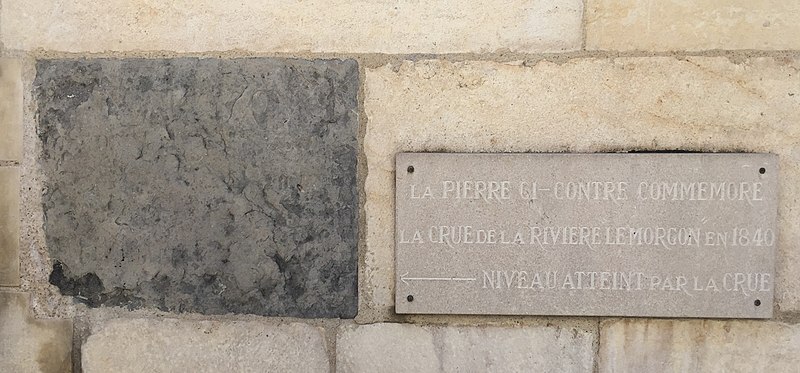 LA PIERRE CI-CONTRE COMMEMORE
LA CRUE DE LA RIVIERE LE MORGON EN 1840
← NIVEAU ATTEINT PAR LA CRUE